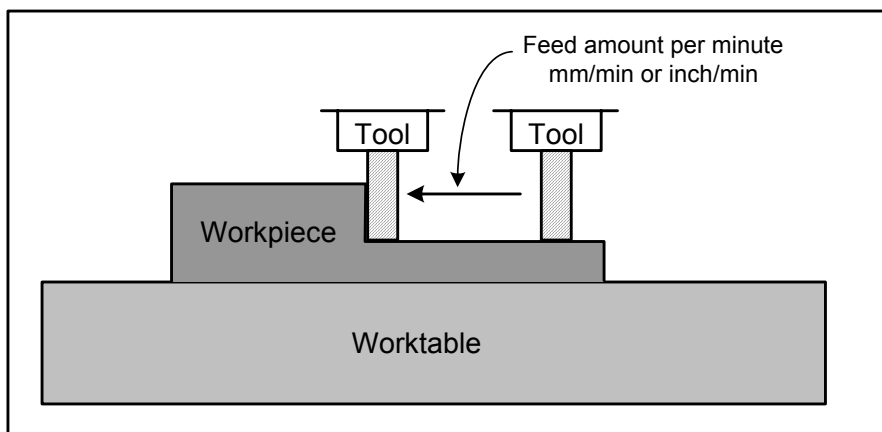 Feed amount per minute
mm/min or inch/min
Tool
Tool
Workpiece
Worktable